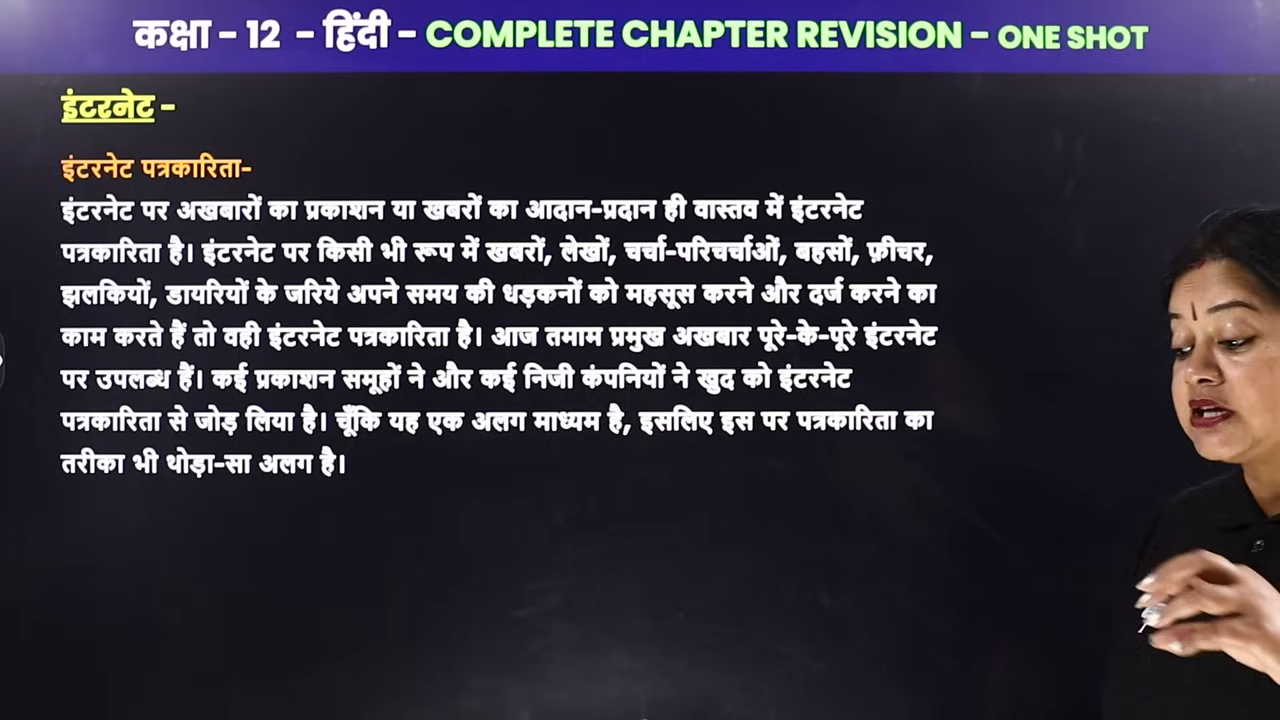 कक्षा - 12 - हिंदी - COMPLETE CHAPTER REVISION - ONE SHOT
इंटरनेट -
इंटरनेट पत्रकारिता-
इंटरनेट पर अखबारों का प्रकाशन या खबरों का आदान-प्रदान ही वास्तव में इंटरनेट
पत्रकारिता है। इंटरनेट पर किसी भी रूप में खबरों, लेखों, चर्चा-परिचर्चाओं, बहसों, फ़ीचर,
झलकियों, डायरियों के जरिये अपने समय की धड़कनों को महसूस करने और दर्ज करने का
काम करते हैं तो वही इंटरनेट पत्रकारिता है। आज तमाम प्रमुख अखबार पूरे-के-पूरे इंटरनेट
पर उपलब्ध हैं। कई प्रकाशन समूहों ने और कई निजी कंपनियों ने खुद को इंटरनेट
पत्रकारिता से जोड़ लिया है। चूँकि यह एक अलग माध्यम है, इसलिए इस पर पत्रकारिता का
तरीका भी थोड़ा-सा अलग है।